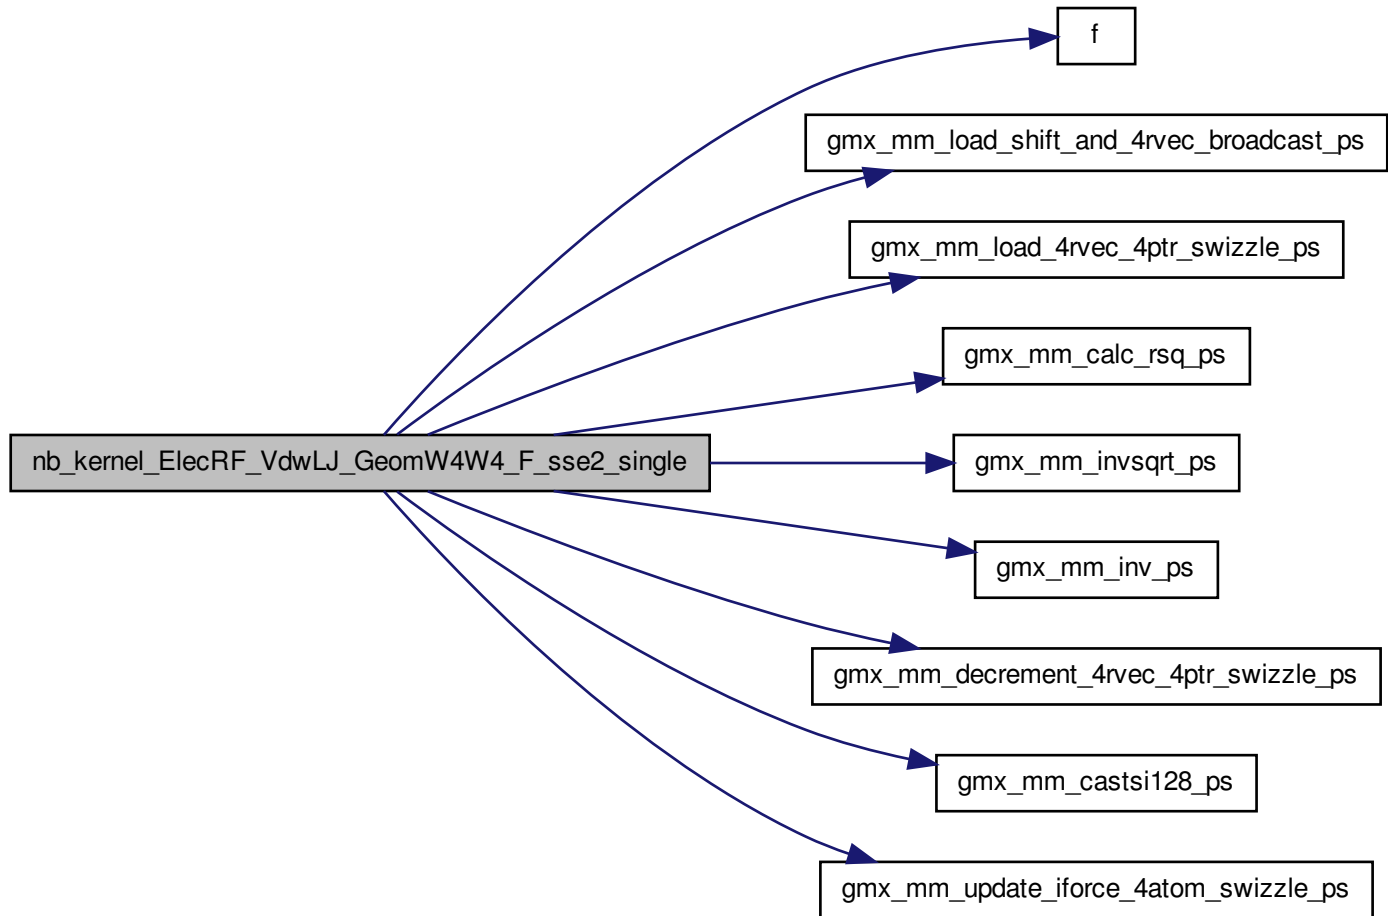 f
gmx_mm_load_shift_and_4rvec_broadcast_ps
gmx_mm_load_4rvec_4ptr_swizzle_ps
gmx_mm_calc_rsq_ps
nb_kernel_ElecRF_VdwLJ_GeomW4W4_F_sse2_single
gmx_mm_invsqrt_ps
gmx_mm_inv_ps
gmx_mm_decrement_4rvec_4ptr_swizzle_ps
gmx_mm_castsi128_ps
gmx_mm_update_iforce_4atom_swizzle_ps